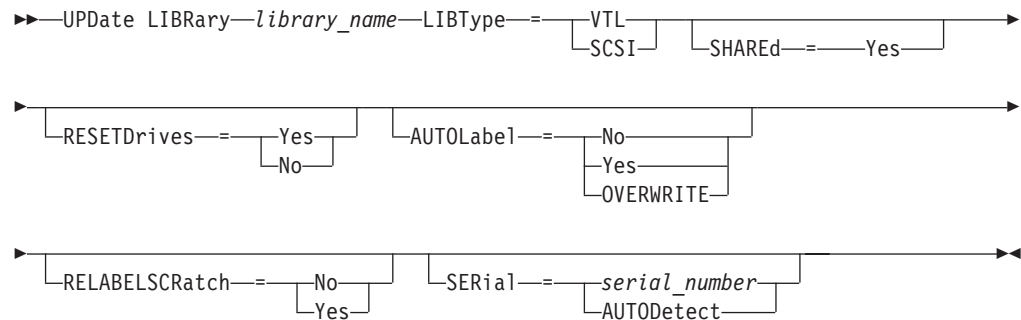 UPDate LIBRary library_name LIBType = VTL
SCSI
SHAREd = Yes
RESETDrives = Yes
No
AUTOLabel = No
Yes
OVERWRITE
RELABELSCRatch = No
Yes
SERial = serial_number
AUTODetect